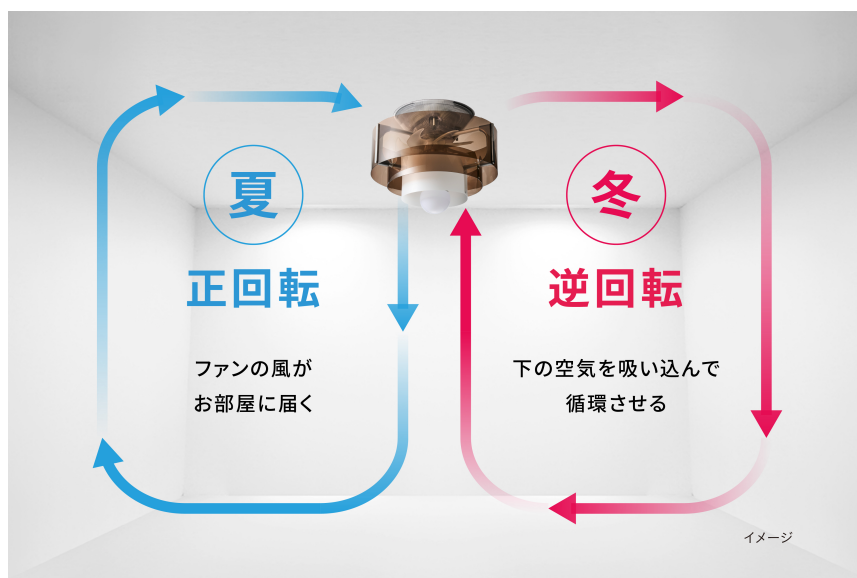 夏
正回転
ファンの風が
お部屋に届く
冬
逆回転
下の空気を吸い込んで
循環させる
イメージ